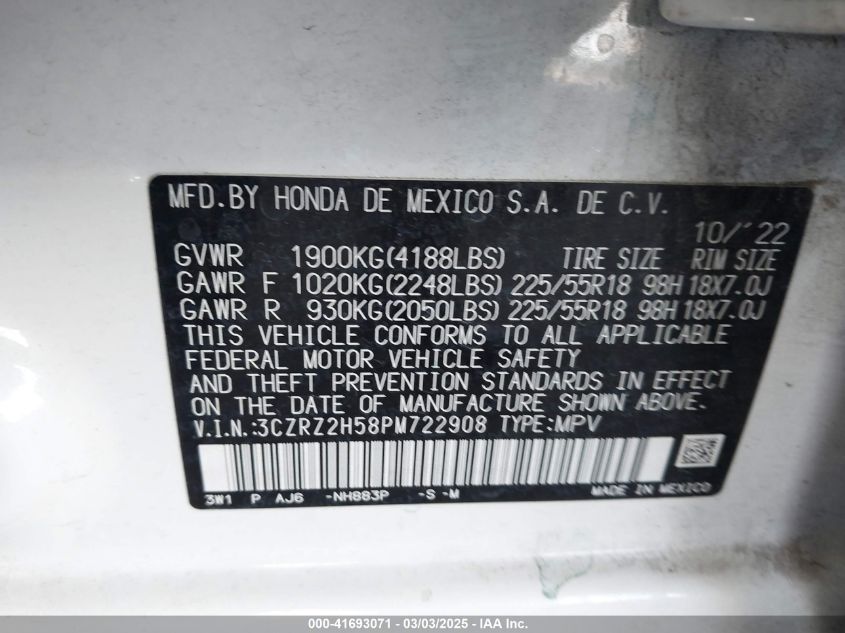 MFD.BY HONDA DE MEXICO S.A. DE C.V.
10/'22
GVWR 1900KG(4188LBS) TIRE SIZE RIM SIZE
GAWR F 1020KG(2248LBS) 225/55R18 98H 18X7.0J
GAWR R 930KG(2050LBS) 225/55R18 98H 18X7.0J
THIS VEHICLE CONFORMS TO ALL APPLICABLE
FEDERAL MOTOR VEHICLE SAFETY
AND THEFT PREVENTION STANDARDS IN EFFECT
ON THE DATE OF MANUFACTURE SHOWN ABOVE.
V.I.N.:3CZRZ2H58PM722908 TYPE:MPV
3W1 P AJ6 -NH883P -S -M MADE IN MEXICO
000-41693071 - 03/03/2025 - IAA Inc.